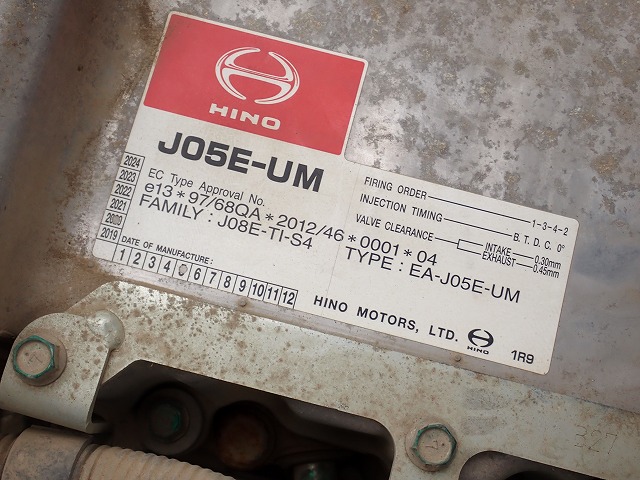 HINO
J05E-UM
EC Type Approval No.
e13*97/68QA*2012/46*0001*04
FAMILY : J08E-TI-S4
TYPE : EA-J05E-UM
FIRING ORDER 1-3-4-2
INJECTION TIMING B. T. D. C. 0°
VALVE CLEARANCE INTAKE 0.30mm
EXHAUST 0.45mm
2024
2023
2022
2021
2020
2019
DATE OF MANUFACTURE:
1 2 3 4 5 6 7 8 9 10 11 12
HINO MOTORS, LTD. HINO
1R9
327